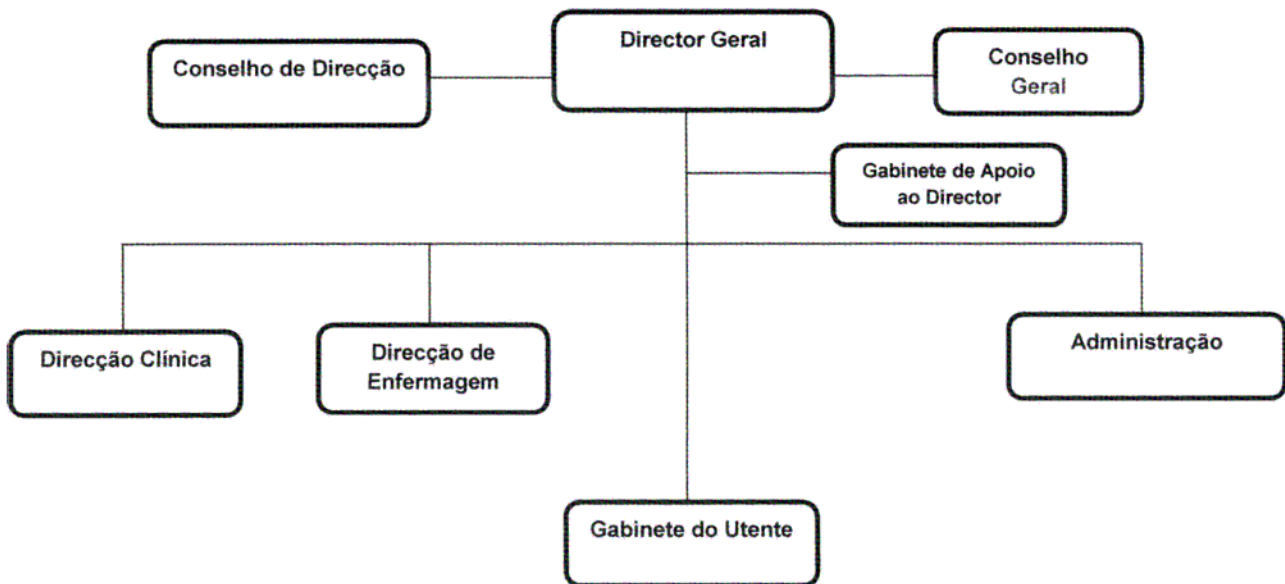 Director Geral
Conselho de Direcção
Conselho
Geral
Gabinete de Apoio
ao Director
Direcção Clínica
Direcção de
Enfermagem
Administração
Gabinete do Utente